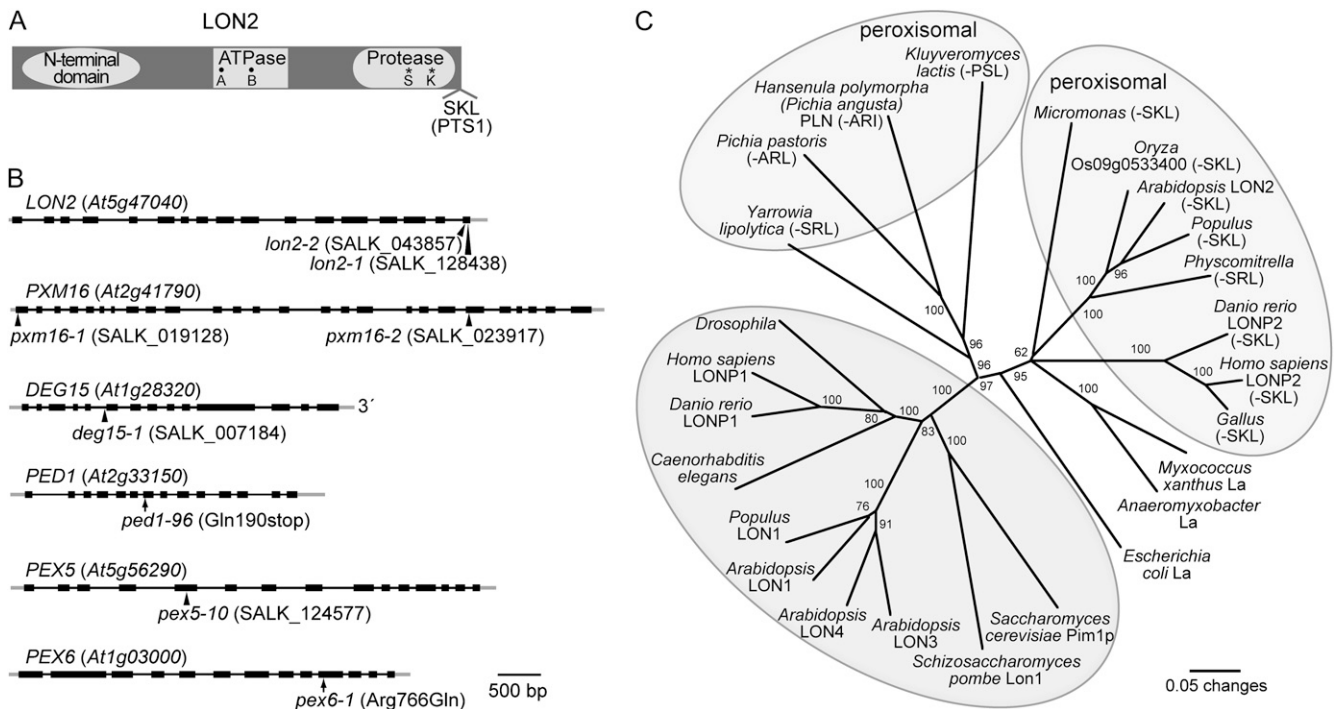 A
LON2
N-terminal
domain
ATPase
A
B
Protease
* *
S K
SKL
(PTS1)
B
LON2 (At5g47040)
lon2-2 (SALK_043857)
lon2-1 (SALK_128438)
PXM16 (At2g41790)
pxm16-1 (SALK_019128)
pxm16-2 (SALK_023917)
DEG15 (At1g28320)
3´
deg15-1 (SALK_007184)
PED1 (At2g33150)
ped1-96 (Gln190stop)
PEX5 (At5g56290)
pex5-10 (SALK_124577)
PEX6 (At1g03000)
pex6-1 (Arg766Gln)
500 bp
C
peroxisomal
Kluyveromyces
lactis (-PSL)
Hansenula polymorpha
(Pichia angusta)
PLN (-ARI)
Pichia pastoris
(-ARL)
Yarrowia
lipolytica (-SRL)
100
96
96
97
peroxisomal
Micromonas (-SKL)
Oryza
Os09g0533400 (-SKL)
Arabidopsis LON2
(-SKL)
Populus
(-SKL)
Physcomitrella
(-SRL)
100
96
100
62
95
Danio rerio
LONP2
(-SKL)
100
100
Homo sapiens
LONP2
(-SKL)
Gallus
(-SKL)
100
Myxococcus
xanthus La
Anaeromyxobacter
La
Escherichia
coli La
Drosophila
Homo sapiens
LONP1
Danio rerio
LONP1
Caenorhabditis
elegans
100
80
100
100
83
100
100
76
91
Populus
LON1
Arabidopsis
LON1
Arabidopsis
LON4
Arabidopsis
LON3
Saccharomyces
cerevisiae Pim1p
Schizosaccharomyces
pombe Lon1
0.05 changes